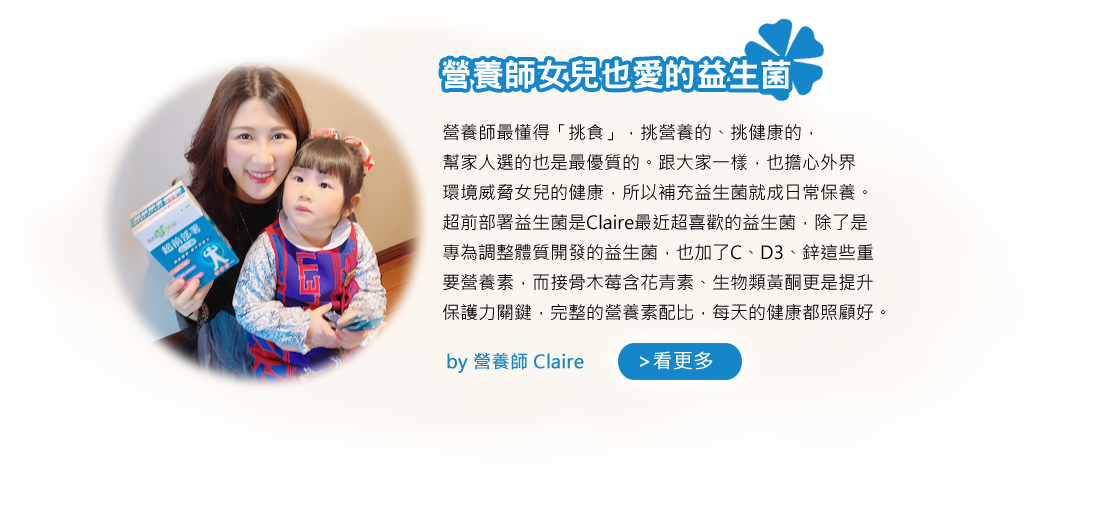 營養師女兒也愛的益生菌
營養師最懂得「挑食」，挑營養的、挑健康的，
幫家人選的也是最優質的。跟大家一樣，也擔心外界
環境威脅女兒的健康，所以補充益生菌就成日常保養。
超前部署益生菌是Claire最近超喜歡的益生菌，除了是
專為調整體質開發的益生菌，也加了C、D3、鋅這些重
要營養素，而接骨木莓含花青素、生物類黃酮更是提升
保護力關鍵，完整的營養素配比，每天的健康都照顧好。
by 營養師 Claire
>看更多
超前部署